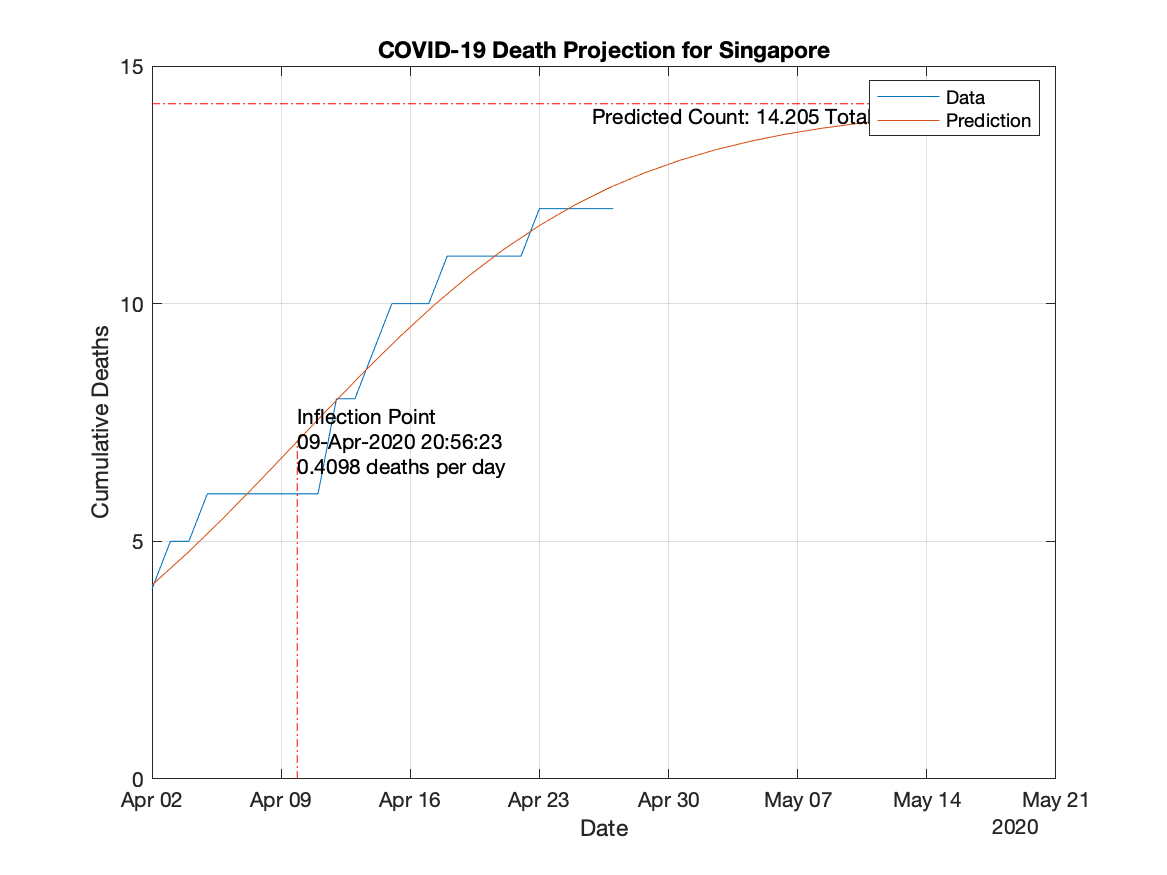 COVID-19 Death Projection for Singapore
15
Data
Predicted Count: 14.205 Total
Prediction
10
Inflection Point
09-Apr-2020 20:56:23
0.4098 deaths per day
Cumulative Deaths
5
0
Apr 02 Apr 09 Apr 16 Apr 23 Apr 30 May 07 May 14 May 21
Date
2020